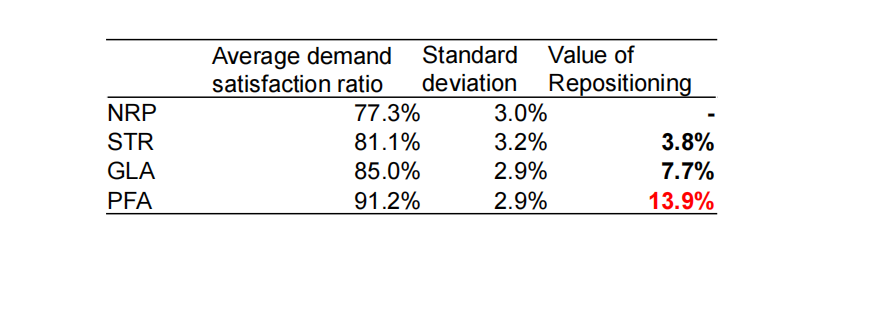 Average demand Standard Value of
satisfaction ratio deviation Repositioning
NRP 77.3% 3.0% -
STR 81.1% 3.2% 3.8%
GLA 85.0% 2.9% 7.7%
PFA 91.2% 2.9% 13.9%